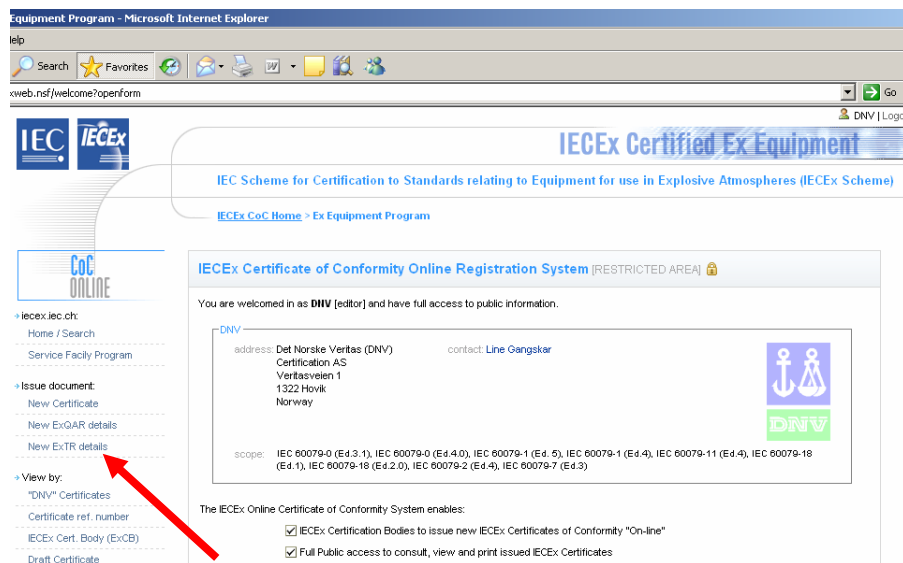 Equipment Program - Microsoft Internet Explorer
Help
Search Favorites
xweb.nsf/welcome?openform Go
DNV | Logo
IEC IECEx
IECEx Certified Ex Equipment
IEC Scheme for Certification to Standards relating to Equipment for use in Explosive Atmospheres (IECEx Scheme)
IECEx CoC Home > Ex Equipment Program
CoC
ONLINE
IECEx Certificate of Conformity Online Registration System [RESTRICTED AREA]
You are welcomed in as DNV [editor] and have full access to public information.
iecex.iec.ch:
Home / Search
Service Facily Program
Issue document:
New Certificate
New ExQAR details
New ExTR details
View by:
"DNV" Certificates
Certificate ref. number
IECEx Cert. Body (ExCB)
Draft Certificate
DNV
address: Det Norske Veritas (DNV) contact: Line Gangskar
Certification AS
Veritasveien 1
1322 Hovik
Norway
DNV
scope: IEC 60079-0 (Ed.3.1), IEC 60079-0 (Ed.4.0), IEC 60079-1 (Ed. 5), IEC 60079-1 (Ed.4), IEC 60079-11 (Ed.4), IEC 60079-18
(Ed.1), IEC 60079-18 (Ed.2.0), IEC 60079-2 (Ed.4), IEC 60079-7 (Ed.3)
The IECEx Online Certificate of Conformity System enables:
IECEx Certification Bodies to issue new IECEx Certificates of Conformity "On-line"
Full Public access to consult, view and print issued IECEx Certificates